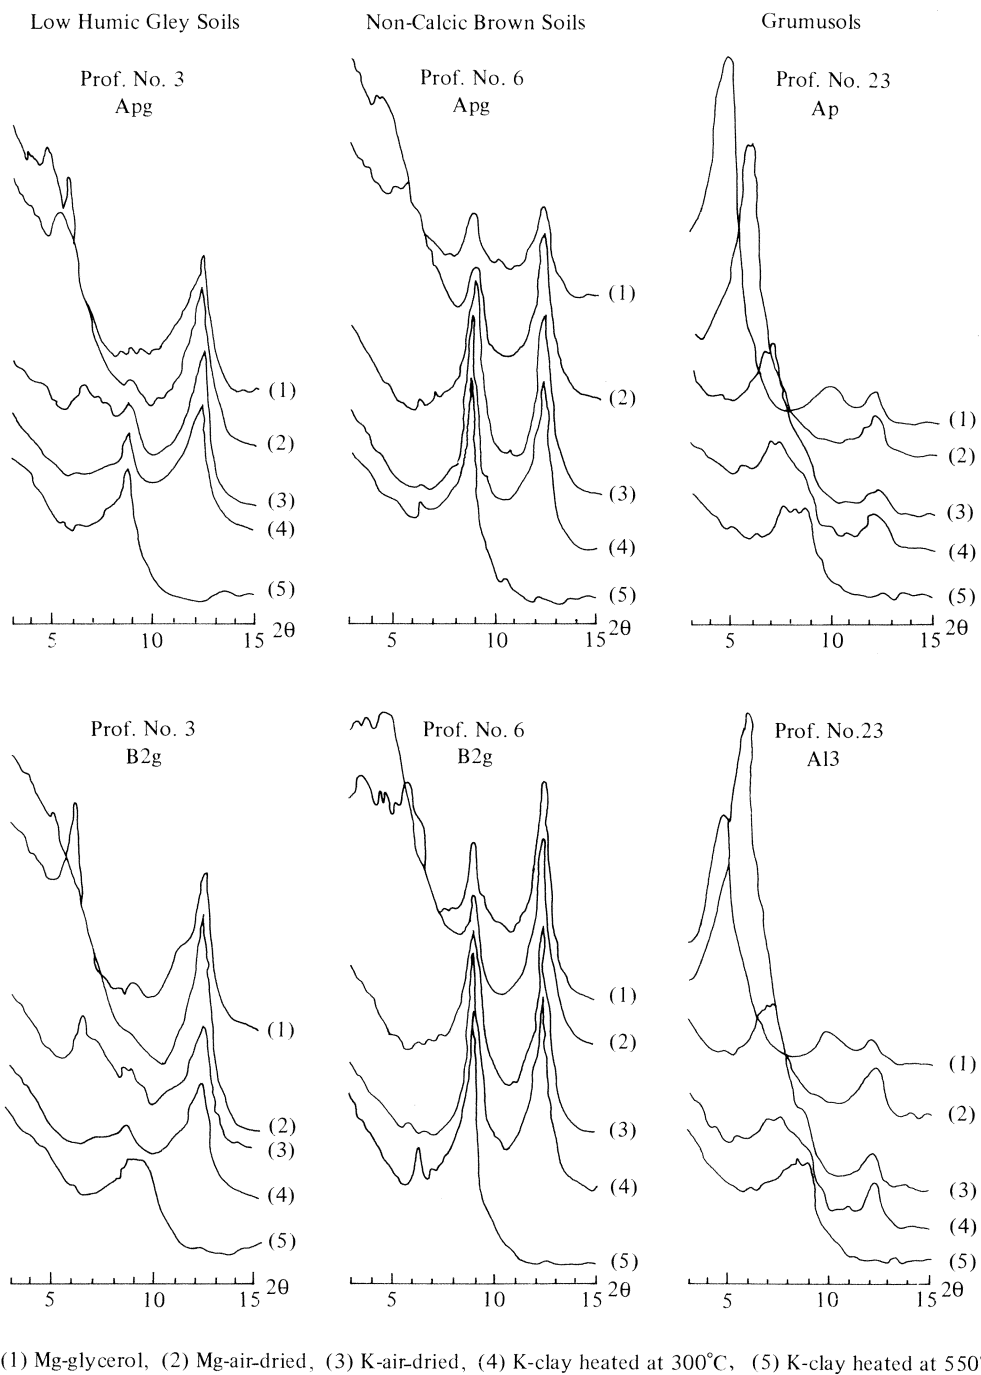 Low Humic Gley Soils
Non-Calcic Brown Soils
Grumusols
Prof. No. 3
Apg
Prof. No. 6
Apg
Prof. No. 23
Ap
(1)
(2)
(3)
(4)
(5)
5 10 15 2θ
(1)
(2)
(3)
(4)
(5)
5 10 15 2θ
(1)
(2)
(3)
(4)
(5)
5 10 15 2θ
Prof. No. 3
B2g
Prof. No. 6
B2g
Prof. No.23
Al3
(1)
(2)
(3)
(4)
(5)
5 10 15 2θ
(1)
(2)
(3)
(4)
(5)
5 10 15 2θ
(1)
(2)
(3)
(4)
(5)
5 10 15 2θ
(1) Mg-glycerol, (2) Mg-air-dried, (3) K-air-dried, (4) K-clay heated at 300°C, (5) K-clay heated at 550°